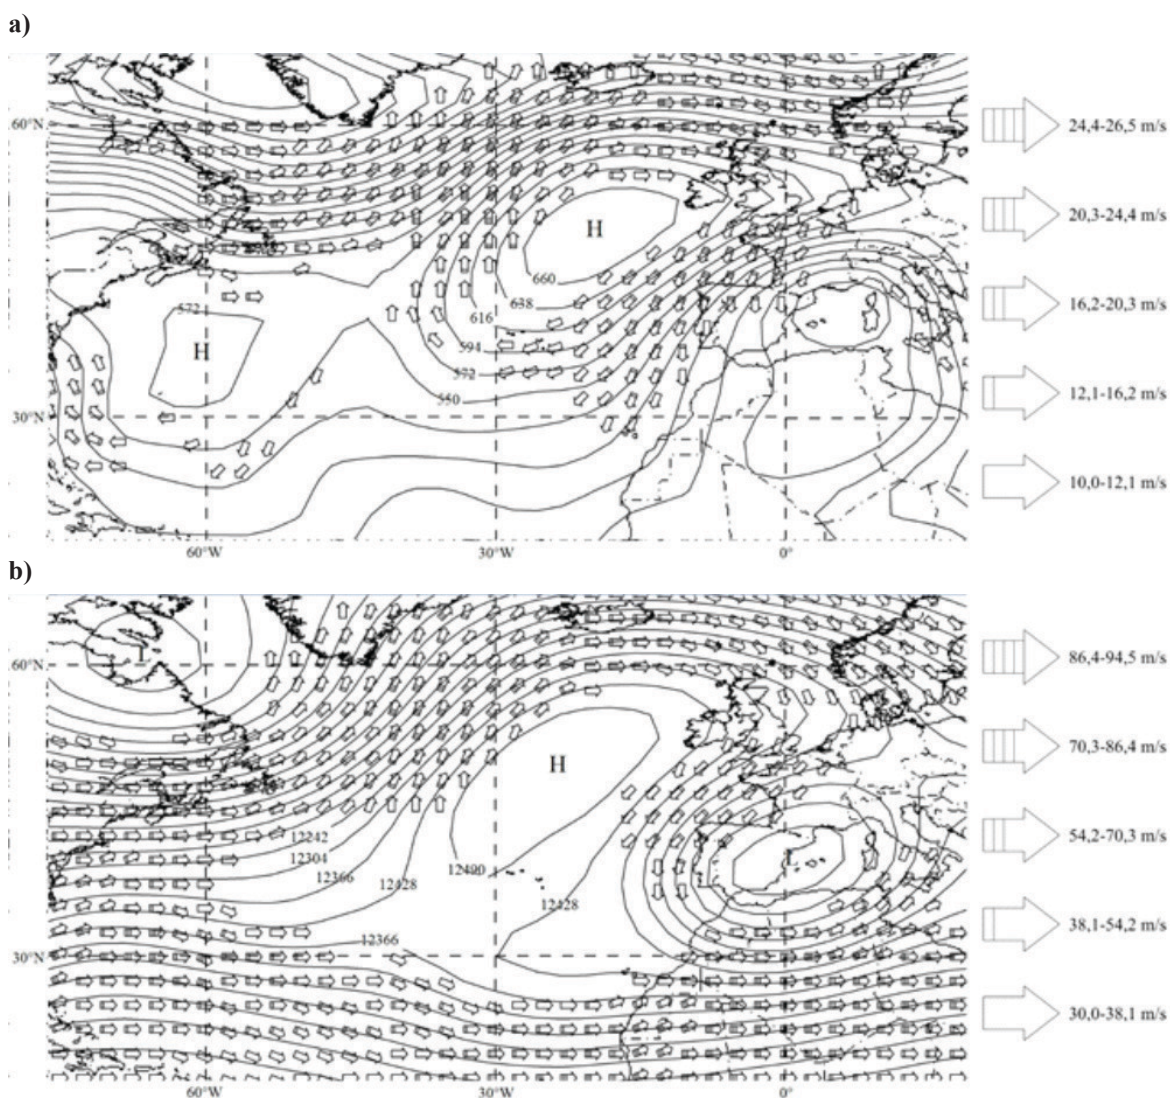 a)
60°N
30°N
60°W
30°W
0°
H
H
572
660
638
616
594
572
550
24,4-26,5 m/s
20,3-24,4 m/s
16,2-20,3 m/s
12,1-16,2 m/s
10,0-12,1 m/s
b)
60°N
30°N
60°W
30°W
0°
H
L
12242
12304
12366
12428
12490
12428
12366
86,4-94,5 m/s
70,3-86,4 m/s
54,2-70,3 m/s
38,1-54,2 m/s
30,0-38,1 m/s